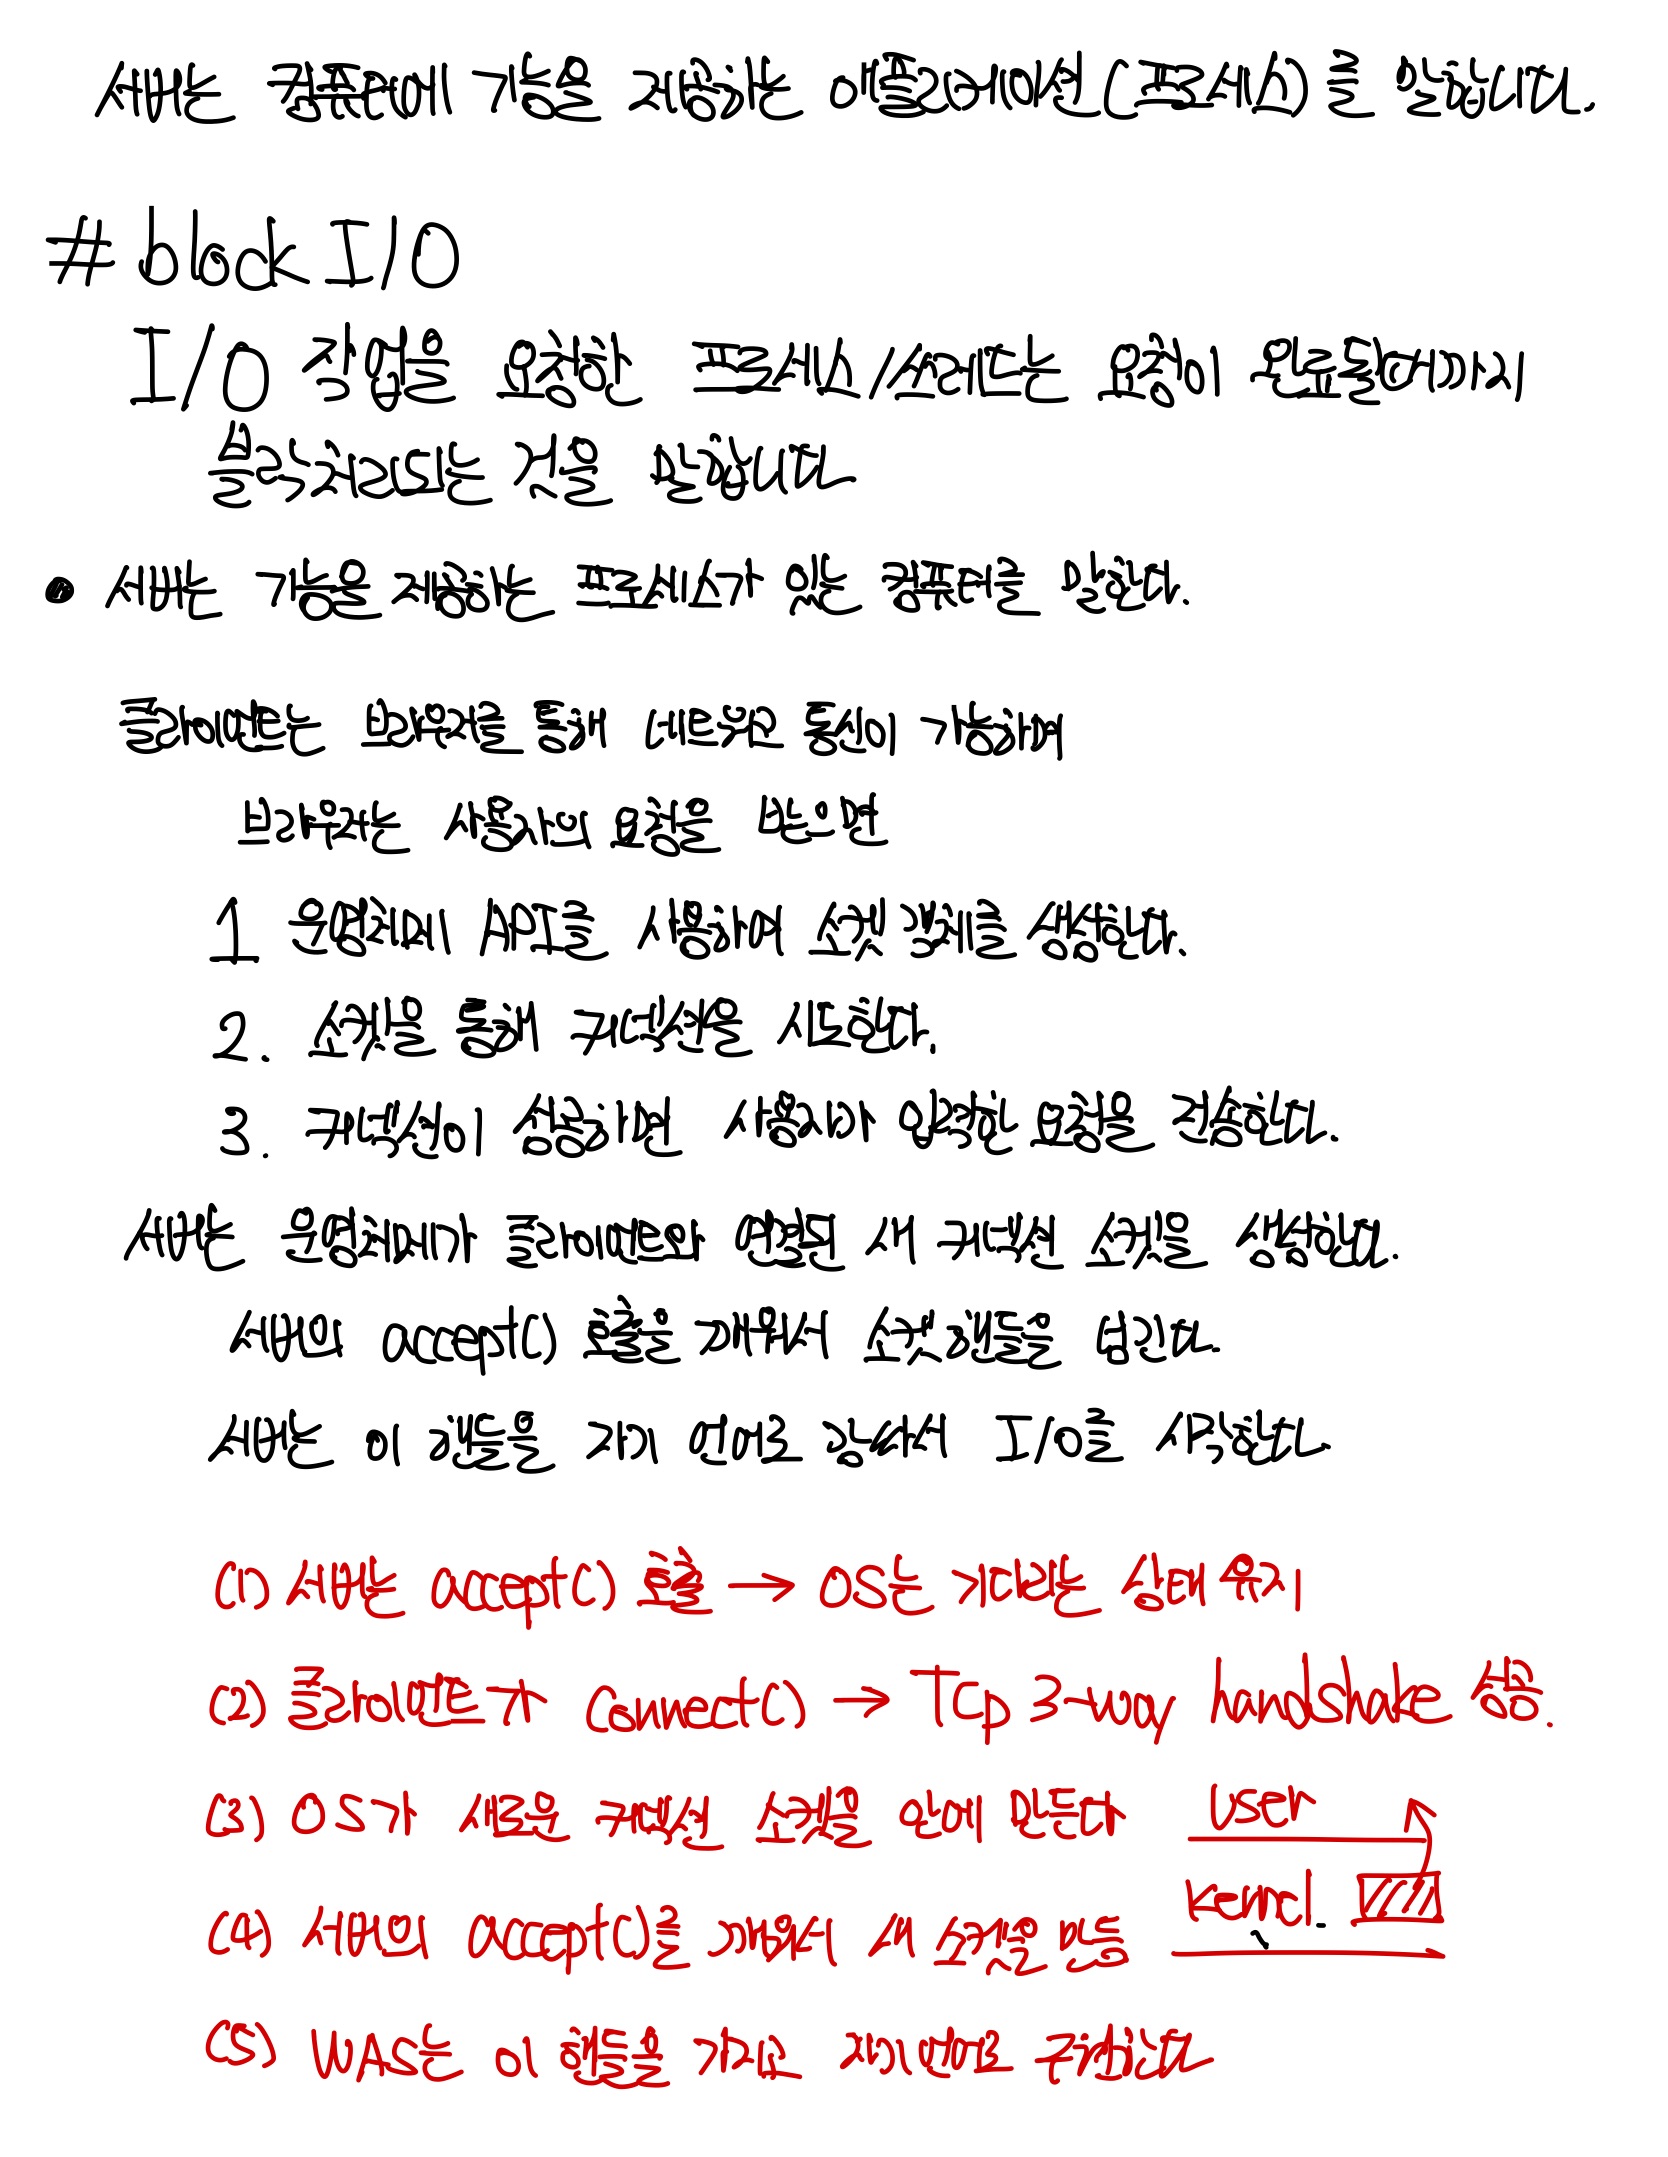 서버는 컴퓨터에 기능을 제공하는 애플리케이션(프로세스)를 말합니다.
# block I/O
I/O 작업을 요청한 프로세스/쓰레드는 요청이 완료될때까지
블락처리되는 것을 말합니다
• 서버는 기능을 제공하는 프로세스가 있는 컴퓨터를 말한다.
클라이언트는 브라우저를 통해 네트워크 통신이 가능하며
브라우저는 사용자의 요청을 받으면
1 운영체제 API를 사용하여 소켓 객체를 생성한다.
2. 소켓을 통해 커넥션을 시도한다.
3. 커넥션이 성공하면 사용자가 입력한 요청을 전송한다.
서버는 운영체제가 클라이언트와 연결된 새 커넥션 소켓을 생성한다.
서버의 accept() 호출을 깨워서 소켓핸들을 넘긴다.
서버는 이 핸들을 자기 언어로 감싸서 I/O를 시작한다
(1) 서버는 accept() 호출 → OS는 기다리는 상태 유지
(2) 클라이언트가 connect() → TCP 3-way handshake 성공.
(3) OS가 새로운 커넥션 소켓을 안에 만든다
user
kernel.
(4) 서버의 accept()를 깨워서 새 소켓을 만듬
(5) WAS는 이 핸들을 가지고 자기언어로 구현한다